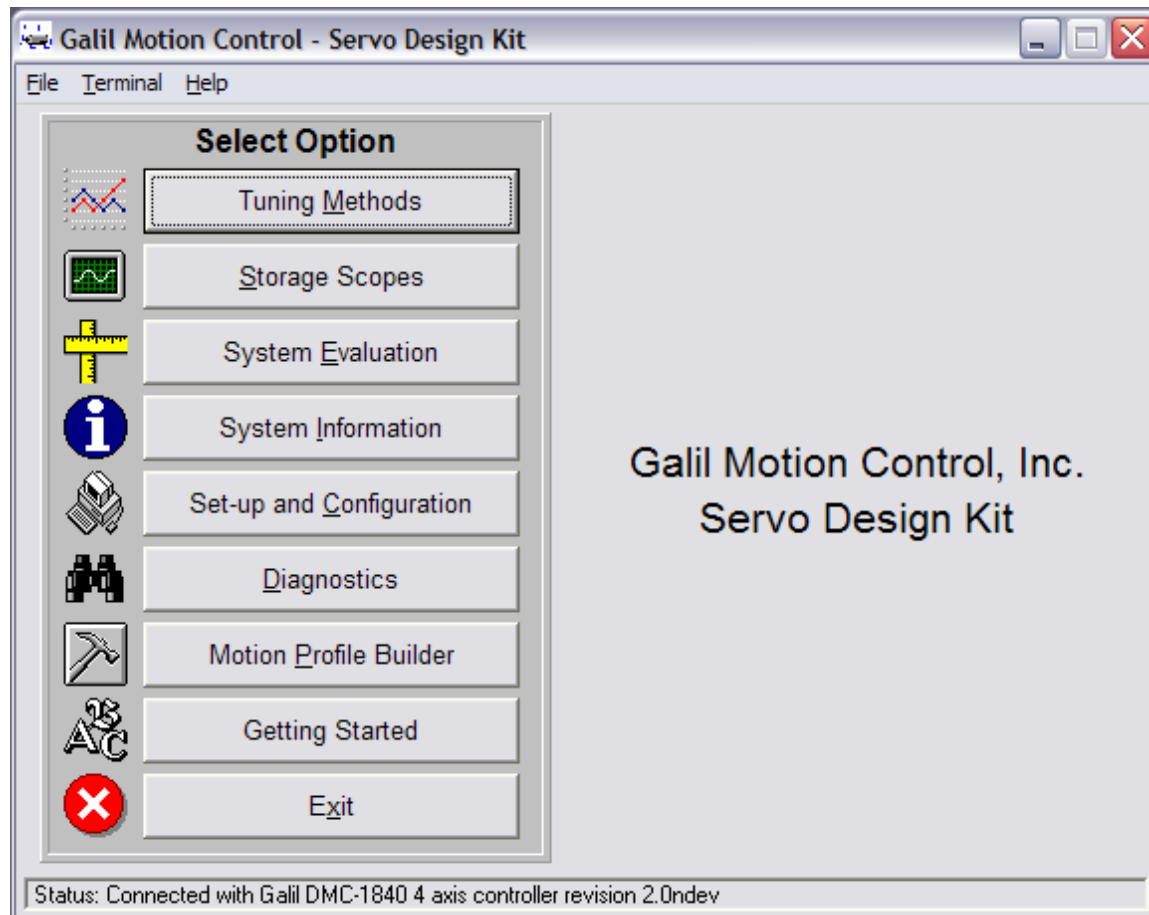 Galil Motion Control - Servo Design Kit
File Terminal Help
Select Option
Tuning Methods
Storage Scopes
System Evaluation
System Information
Set-up and Configuration
Diagnostics
Motion Profile Builder
Getting Started
Exit
Galil Motion Control, Inc.
Servo Design Kit
Status: Connected with Galil DMC-1840 4 axis controller revision 2.0ndev